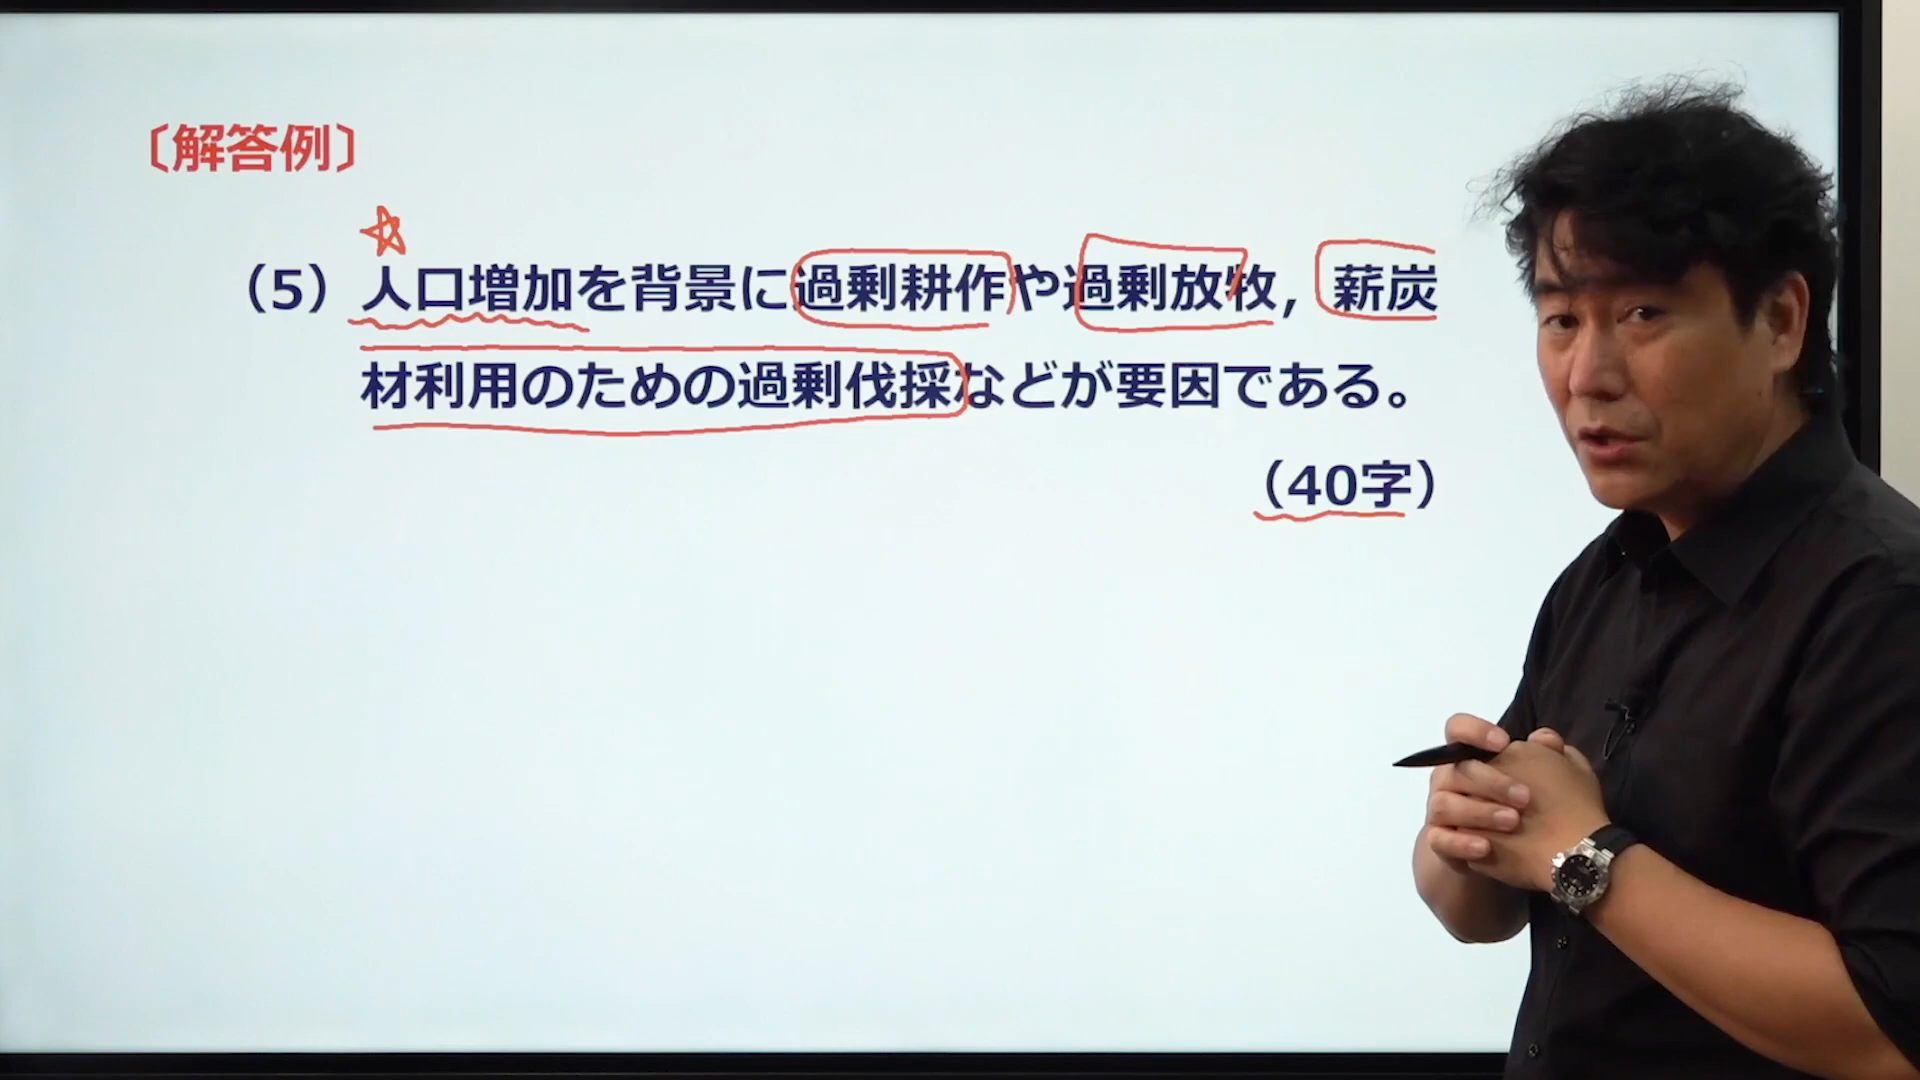 〔解答例〕
（5）人口増加を背景に過剰耕作や過剰放牧，薪炭
材利用のための過剰伐採などが要因である。
（40字）